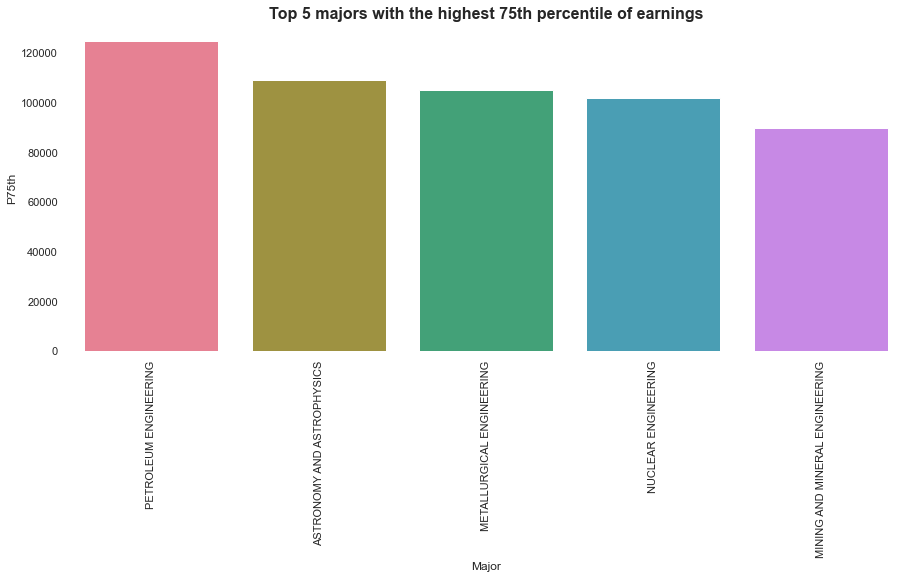 Top 5 majors with the highest 75th percentile of earnings
P75th
120000
100000
80000
60000
40000
20000
0
PETROLEUM ENGINEERING
ASTRONOMY AND ASTROPHYSICS
METALLURGICAL ENGINEERING
NUCLEAR ENGINEERING
MINING AND MINERAL ENGINEERING
Major